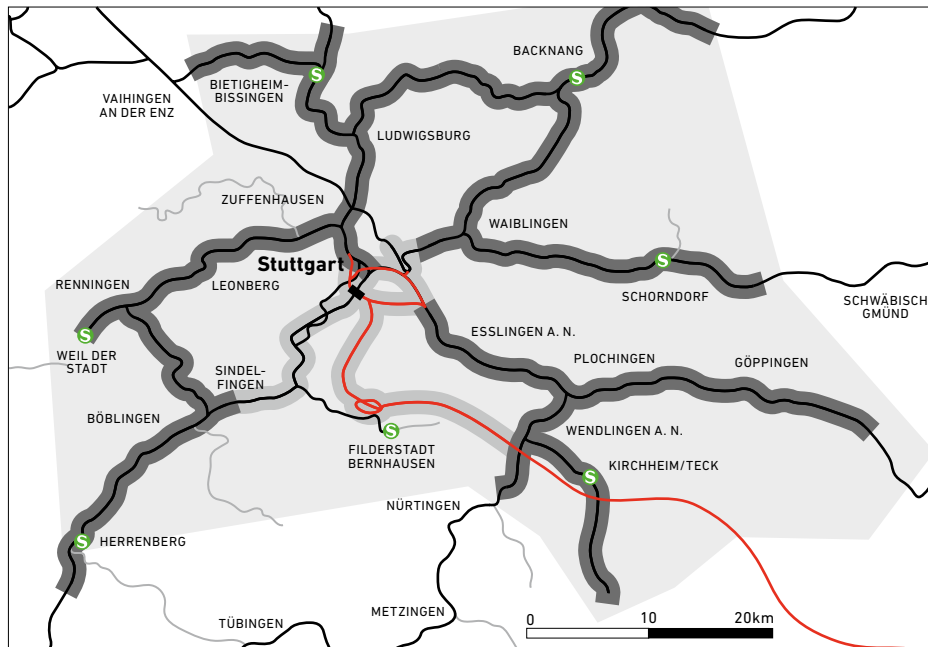 BACKNANG
S
S
BIETIGHEIM-
BISSINGEN
VAIHINGEN
AN DER ENZ
LUDWIGSBURG
ZUFFENHAUSEN
WAIBLINGEN
Stuttgart
S
RENNINGEN
LEONBERG
SCHORNDORF
SCHWÄBISCH
GMÜND
S
WEIL DER
STADT
ESSLINGEN A. N.
PLOCHINGEN
GÖPPINGEN
SINDEL-
FINGEN
BÖBLINGEN
S
WENDLINGEN A. N.
FILDERSTADT
BERNHAUSEN
S
KIRCHHEIM/TECK
NÜRTINGEN
S
HERRENBERG
METZINGEN
TÜBINGEN
0 10 20km